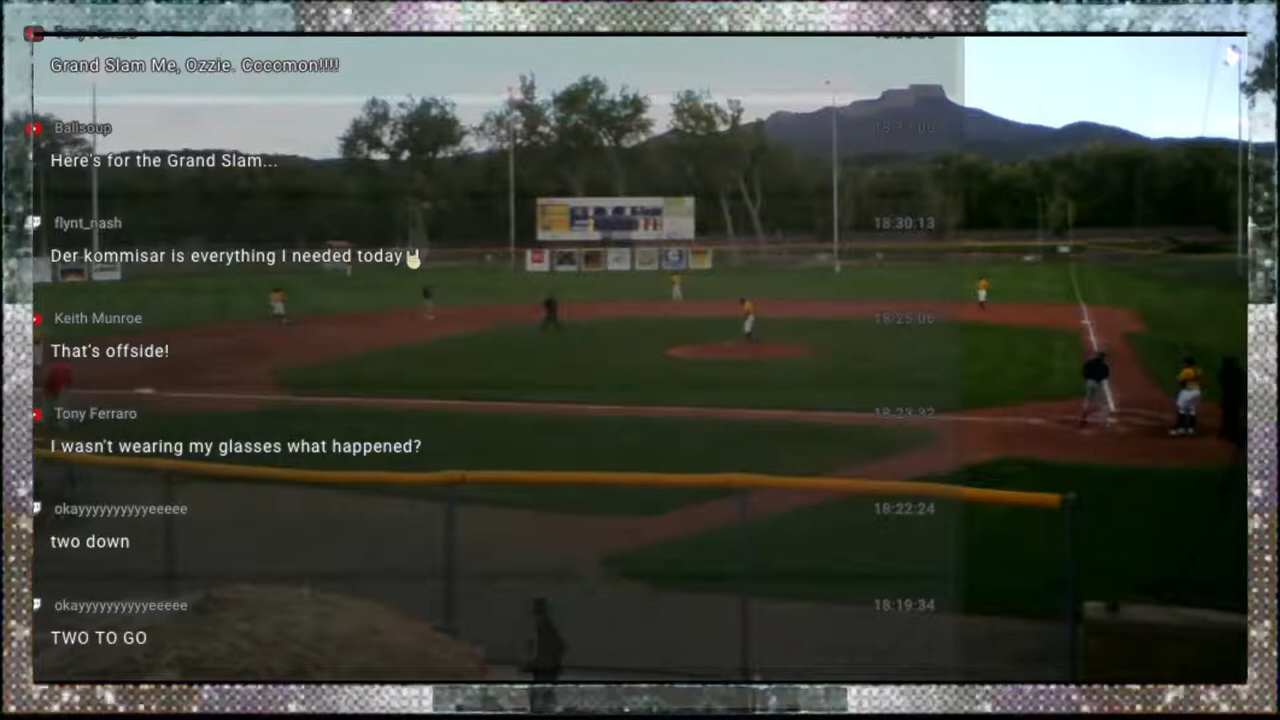 Tony Ferraro
Grand Slam Me, Ozzie. Ccccmon!!!!
Ballsoup
Here's for the Grand Slam...
flynt_nash 18:30:13
Der kommisar is everything I needed today
Keith Munroe 18:25:06
That's offside!
Tony Ferraro 18:23:32
I wasn't wearing my glasses what happened?
okayyyyyyyyyyeeeee 18:22:24
two down
okayyyyyyyyyyeeeee 18:19:34
TWO TO GO